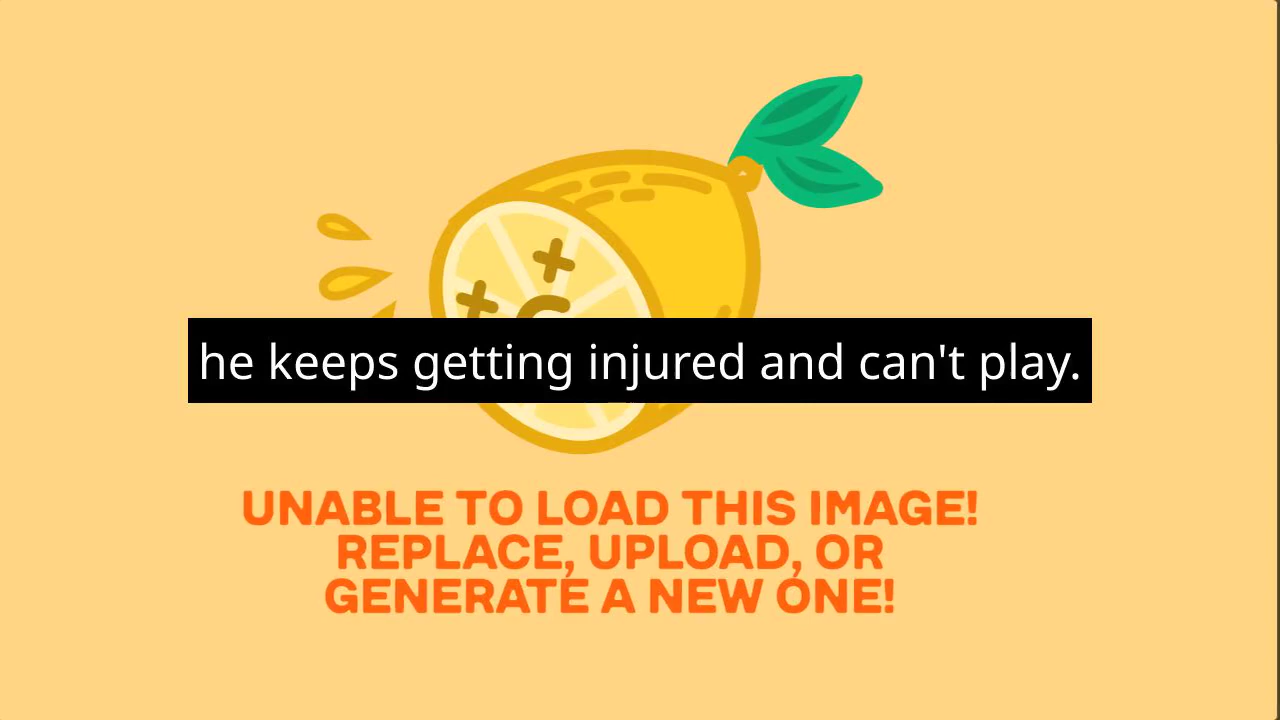 he keeps getting injured and can't play.
UNABLE TO LOAD THIS IMAGE!
REPLACE, UPLOAD, OR
GENERATE A NEW ONE!